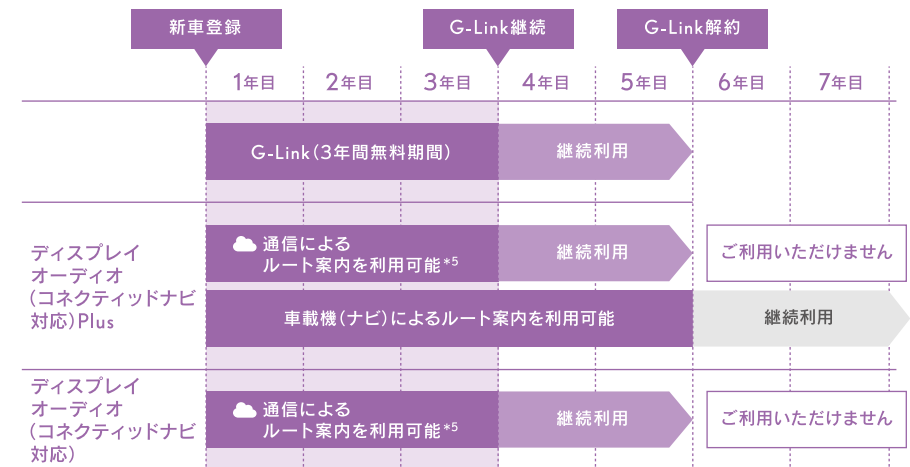 新車登録
G-Link継続
G-Link解約
1年目
2年目
3年目
4年目
5年目
6年目
7年目
G-Link（3年間無料期間）
継続利用
ディスプレイ
オーディオ
（コネクティッドナビ
対応）Plus
通信による
ルート案内を利用可能*5
継続利用
ご利用いただけません
車載機（ナビ）によるルート案内を利用可能
継続利用
ディスプレイ
オーディオ
（コネクティッドナビ
対応）
通信による
ルート案内を利用可能*5
継続利用
ご利用いただけません